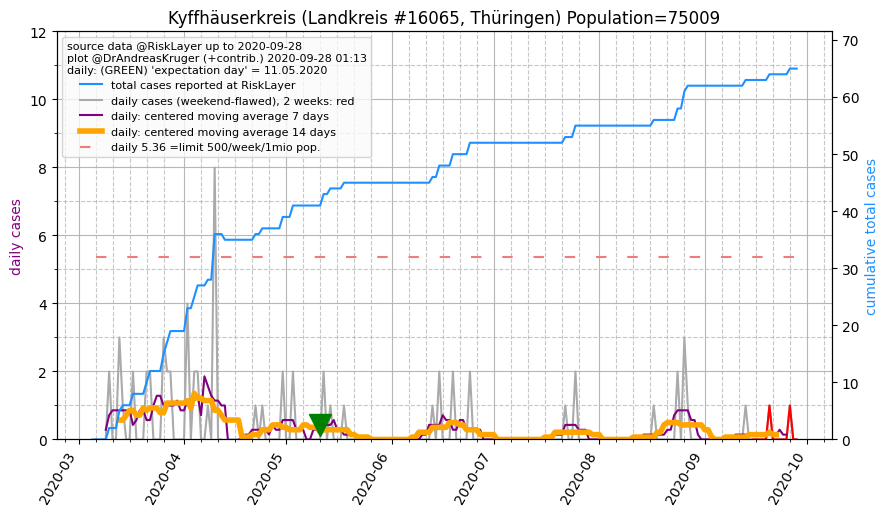 Kyffhäuserkreis (Landkreis #16065, Thüringen) Population=75009
source data @RiskLayer up to 2020-09-28
plot @DrAndreasKruger (+contrib.) 2020-09-28 01:13
daily: (GREEN) 'expectation day' = 11.05.2020
total cases reported at RiskLayer
daily cases (weekend-flawed), 2 weeks: red
daily: centered moving average 7 days
daily: centered moving average 14 days
daily 5.36 =limit 500/week/1mio pop.
daily cases
12
10
8
6
4
2
0
cumulative total cases
70
60
50
40
30
20
10
0
2020-03
2020-04
2020-05
2020-06
2020-07
2020-08
2020-09
2020-10